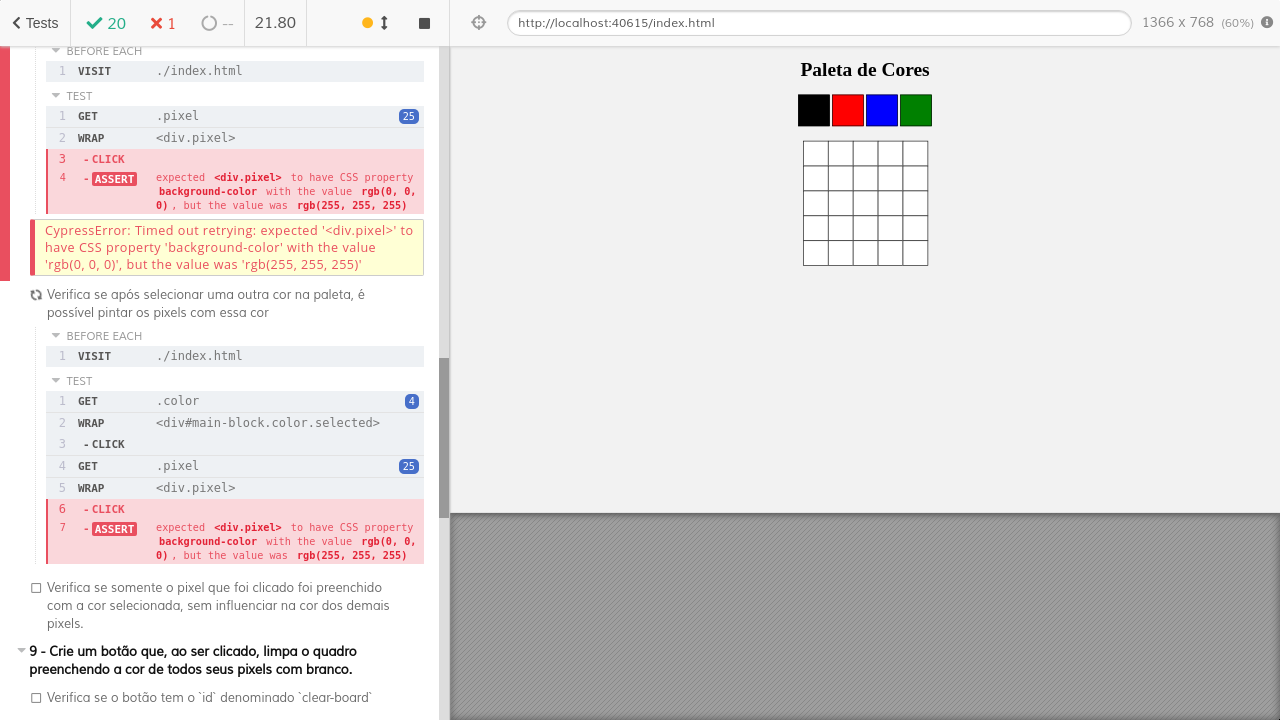 Tests 20 1 -- 21.80
http://localhost:40615/index.html 1366 x 768 (60%)
BEFORE EACH
1 VISIT ./index.html
TEST
1 GET .pixel 25
2 WRAP <div.pixel>
3 - CLICK
4 - ASSERT expected <div.pixel> to have CSS property
background-color with the value rgb(0, 0,
0) , but the value was rgb(255, 255, 255)
CypressError: Timed out retrying: expected '<div.pixel>' to
have CSS property 'background-color' with the value
'rgb(0, 0, 0)', but the value was 'rgb(255, 255, 255)'
Verifica se após selecionar uma outra cor na paleta, é
possível pintar os pixels com essa cor
BEFORE EACH
1 VISIT ./index.html
TEST
1 GET .color 4
2 WRAP <div#main-block.color.selected>
3 - CLICK
4 GET .pixel 25
5 WRAP <div.pixel>
6 - CLICK
7 - ASSERT expected <div.pixel> to have CSS property
background-color with the value rgb(0, 0,
0) , but the value was rgb(255, 255, 255)
Verifica se somente o pixel que foi clicado foi preenchido
com a cor selecionada, sem influenciar na cor dos demais
pixels.
9 - Crie um botão que, ao ser clicado, limpa o quadro
preenchendo a cor de todos seus pixels com branco.
Verifica se o botão tem o `id` denominado `clear-board`
Paleta de Cores